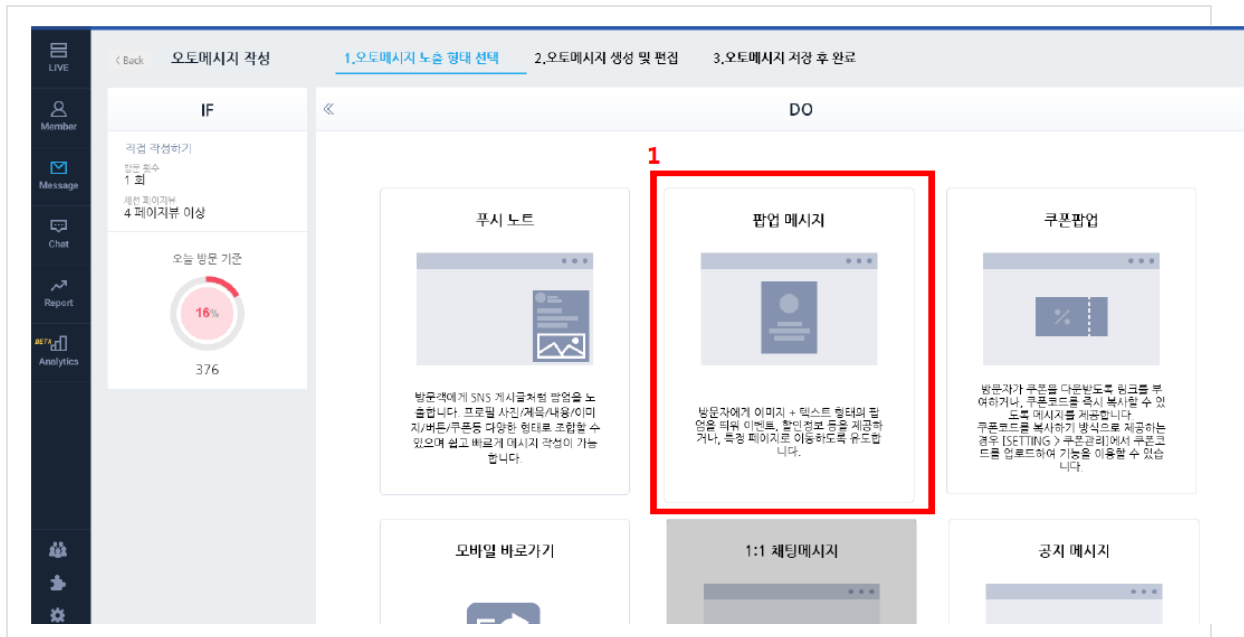 LIVE
Member
Message
Chat
Report
BETA
Analytics
< Back
오토메시지 작성
1.오토메시지 노출 형태 선택
2.오토메시지 생성 및 편집
3.오토메시지 저장 후 완료
IF
직접 작성하기
방문 횟수
1 회
세션 페이지뷰
4 페이지뷰 이상
오늘 방문 기준
16%
376
«
DO
1
푸시 노트
방문객에게 SNS 게시글처럼 팝업을 노
출합니다. 프로필 사진/제목/내용/이미
지/버튼/쿠폰등 다양한 형태로 조합할 수
있으며 쉽고 빠르게 메시지 작성이 가능
합니다.
팝업 메시지
방문자에게 이미지 + 텍스트 형태의 팝
업을 띄워 이벤트, 할인정보 등을 제공하
거나, 특정 페이지로 이동하도록 유도합
니다.
쿠폰팝업
%
방문자가 쿠폰을 다운받도록 링크를 부
여하거나, 쿠폰코드를 즉시 복사할 수 있
도록 메시지를 제공합니다.
쿠폰코드를 복사하기 방식으로 제공하는
경우 [SETTING > 쿠폰관리]에서 쿠폰코
드를 업로드하여 기능을 이용할 수 있습
니다.
모바일 바로가기
1:1 채팅메시지
공지 메시지